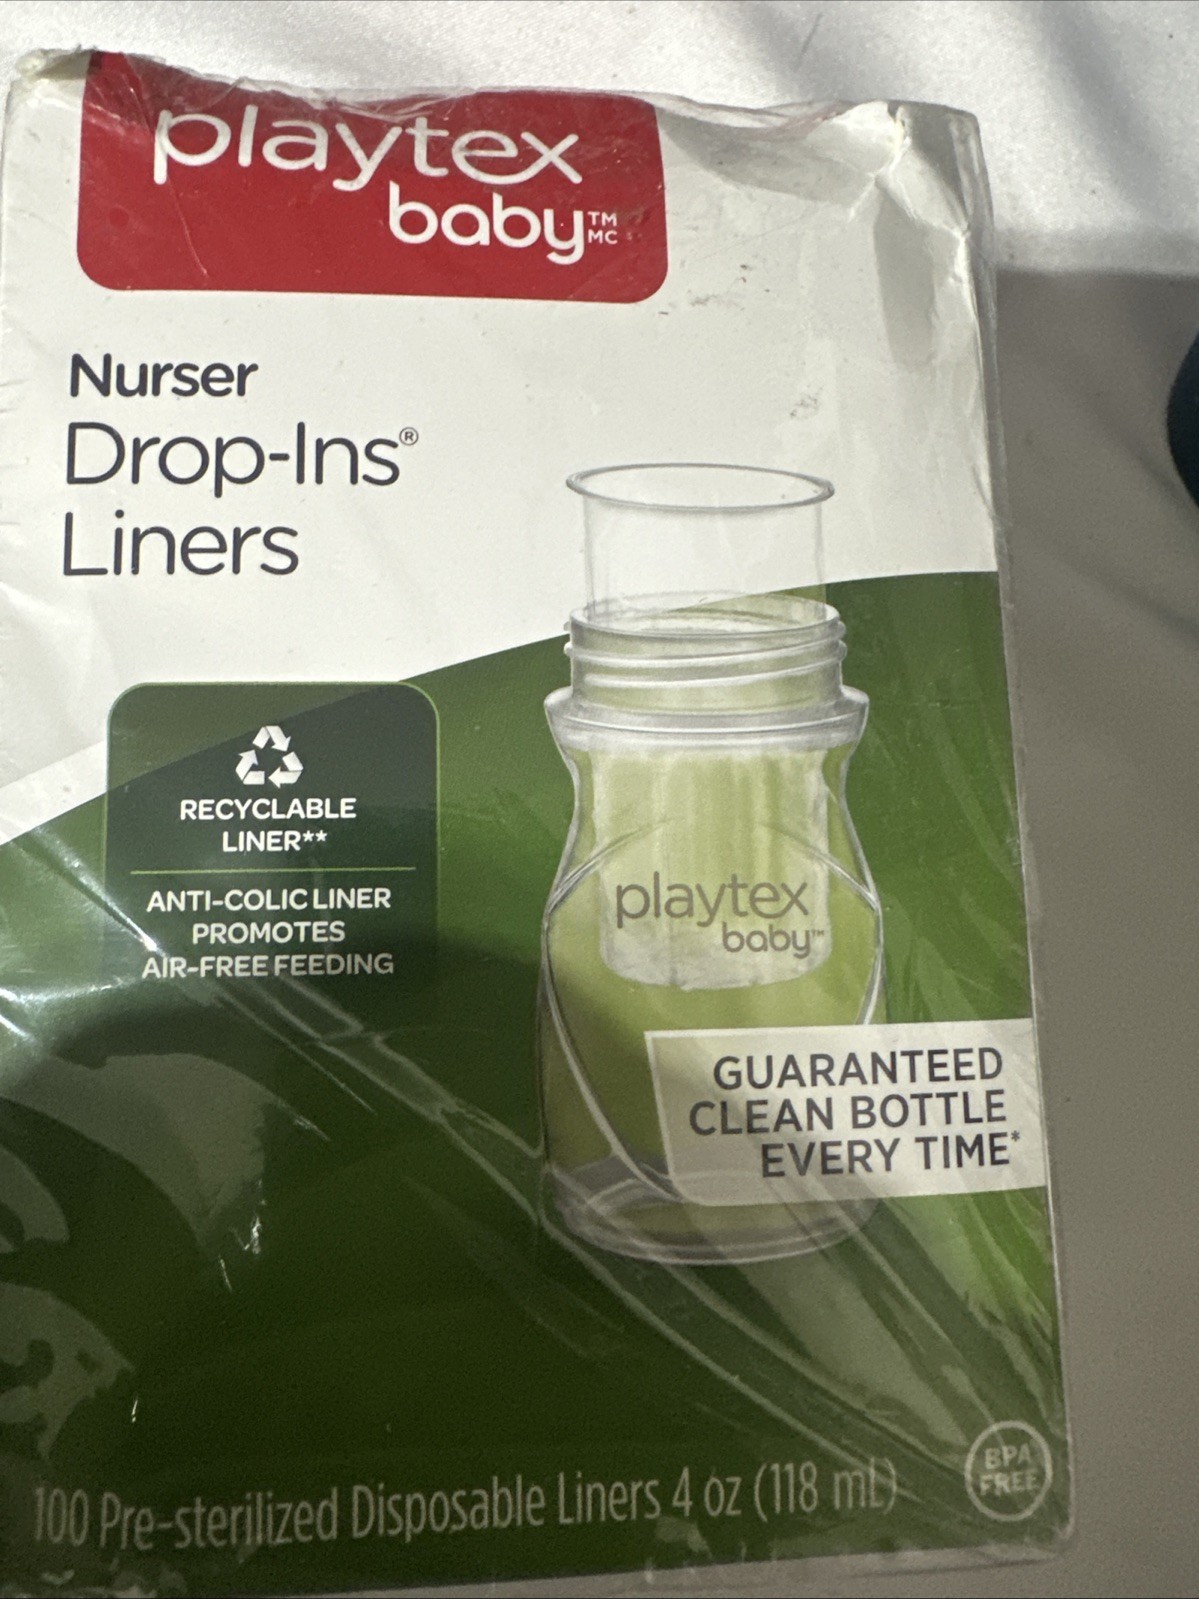 playtex
baby™
MC
Nurser
Drop-Ins®
Liners
RECYCLABLE
LINER**
ANTI-COLIC LINER
PROMOTES
AIR-FREE FEEDING
playtex
baby™
GUARANTEED
CLEAN BOTTLE
EVERY TIME*
BPA
FREE
100 Pre-sterilized Disposable Liners 4 oz (118 mL)